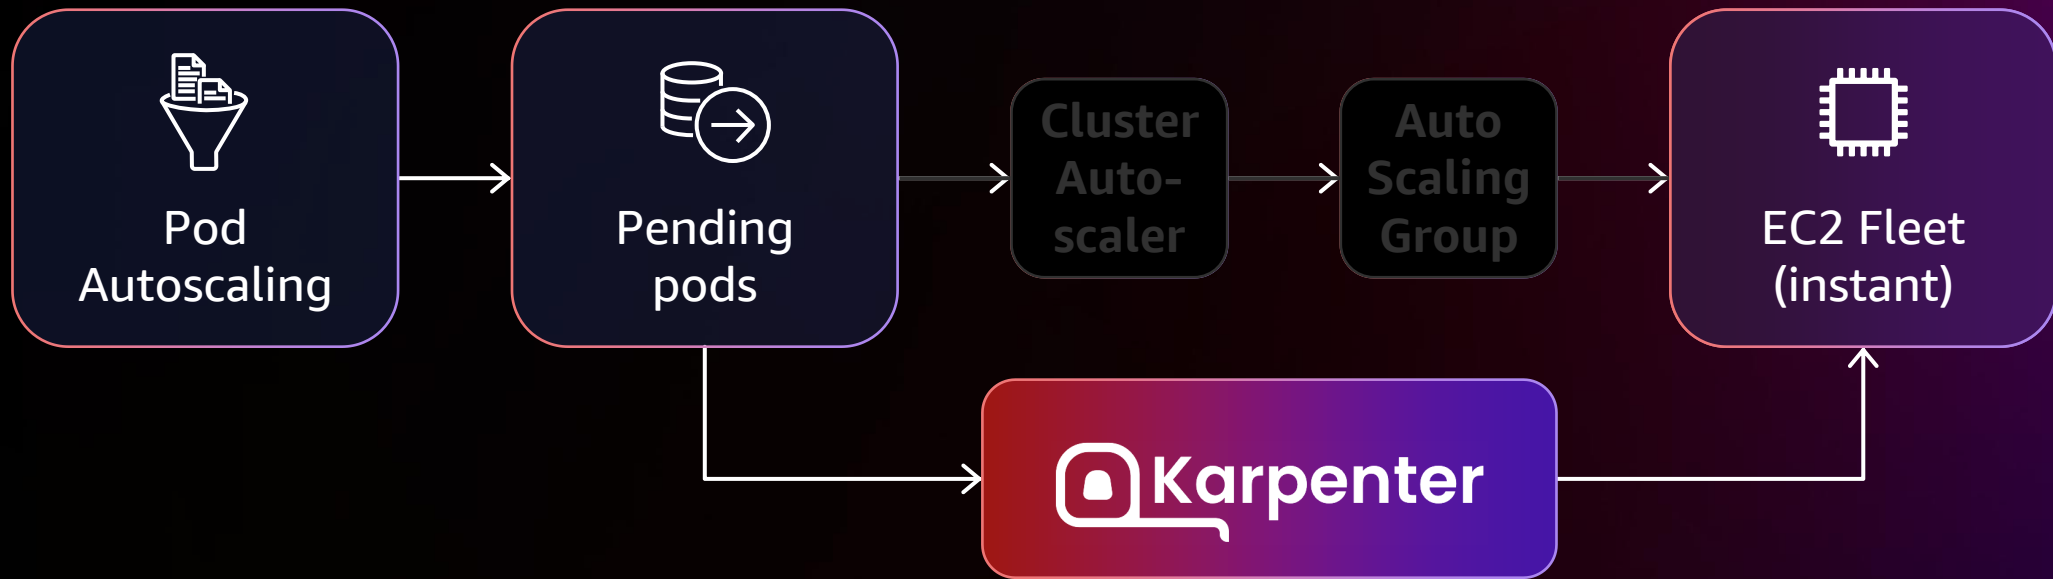 Pod
Autoscaling
Pending
pods
Cluster
Auto-
scaler
Auto
Scaling
Group
EC2 Fleet
(instant)
Karpenter